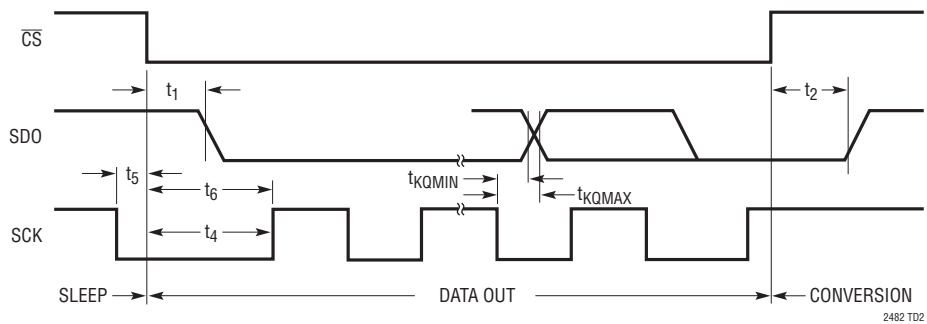 CS
t1
t2
SDO
t5
t6
tKQMIN
tKQMAX
SCK
t4
SLEEP
DATA OUT
CONVERSION
2482 TD2